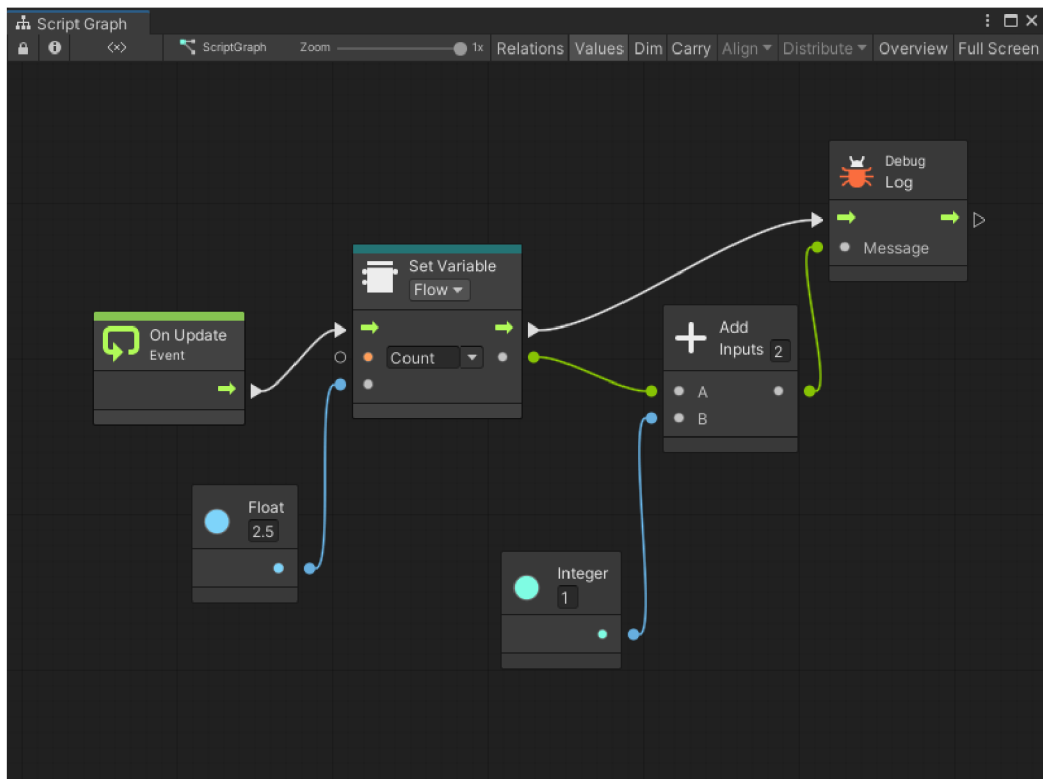 Script Graph
<×> ScriptGraph Zoom 1x Relations Values Dim Carry Align Distribute Overview Full Screen
Debug
Log
Message
Set Variable
Flow
Count
Add
Inputs 2
A
B
On Update
Event
Float
2.5
Integer
1